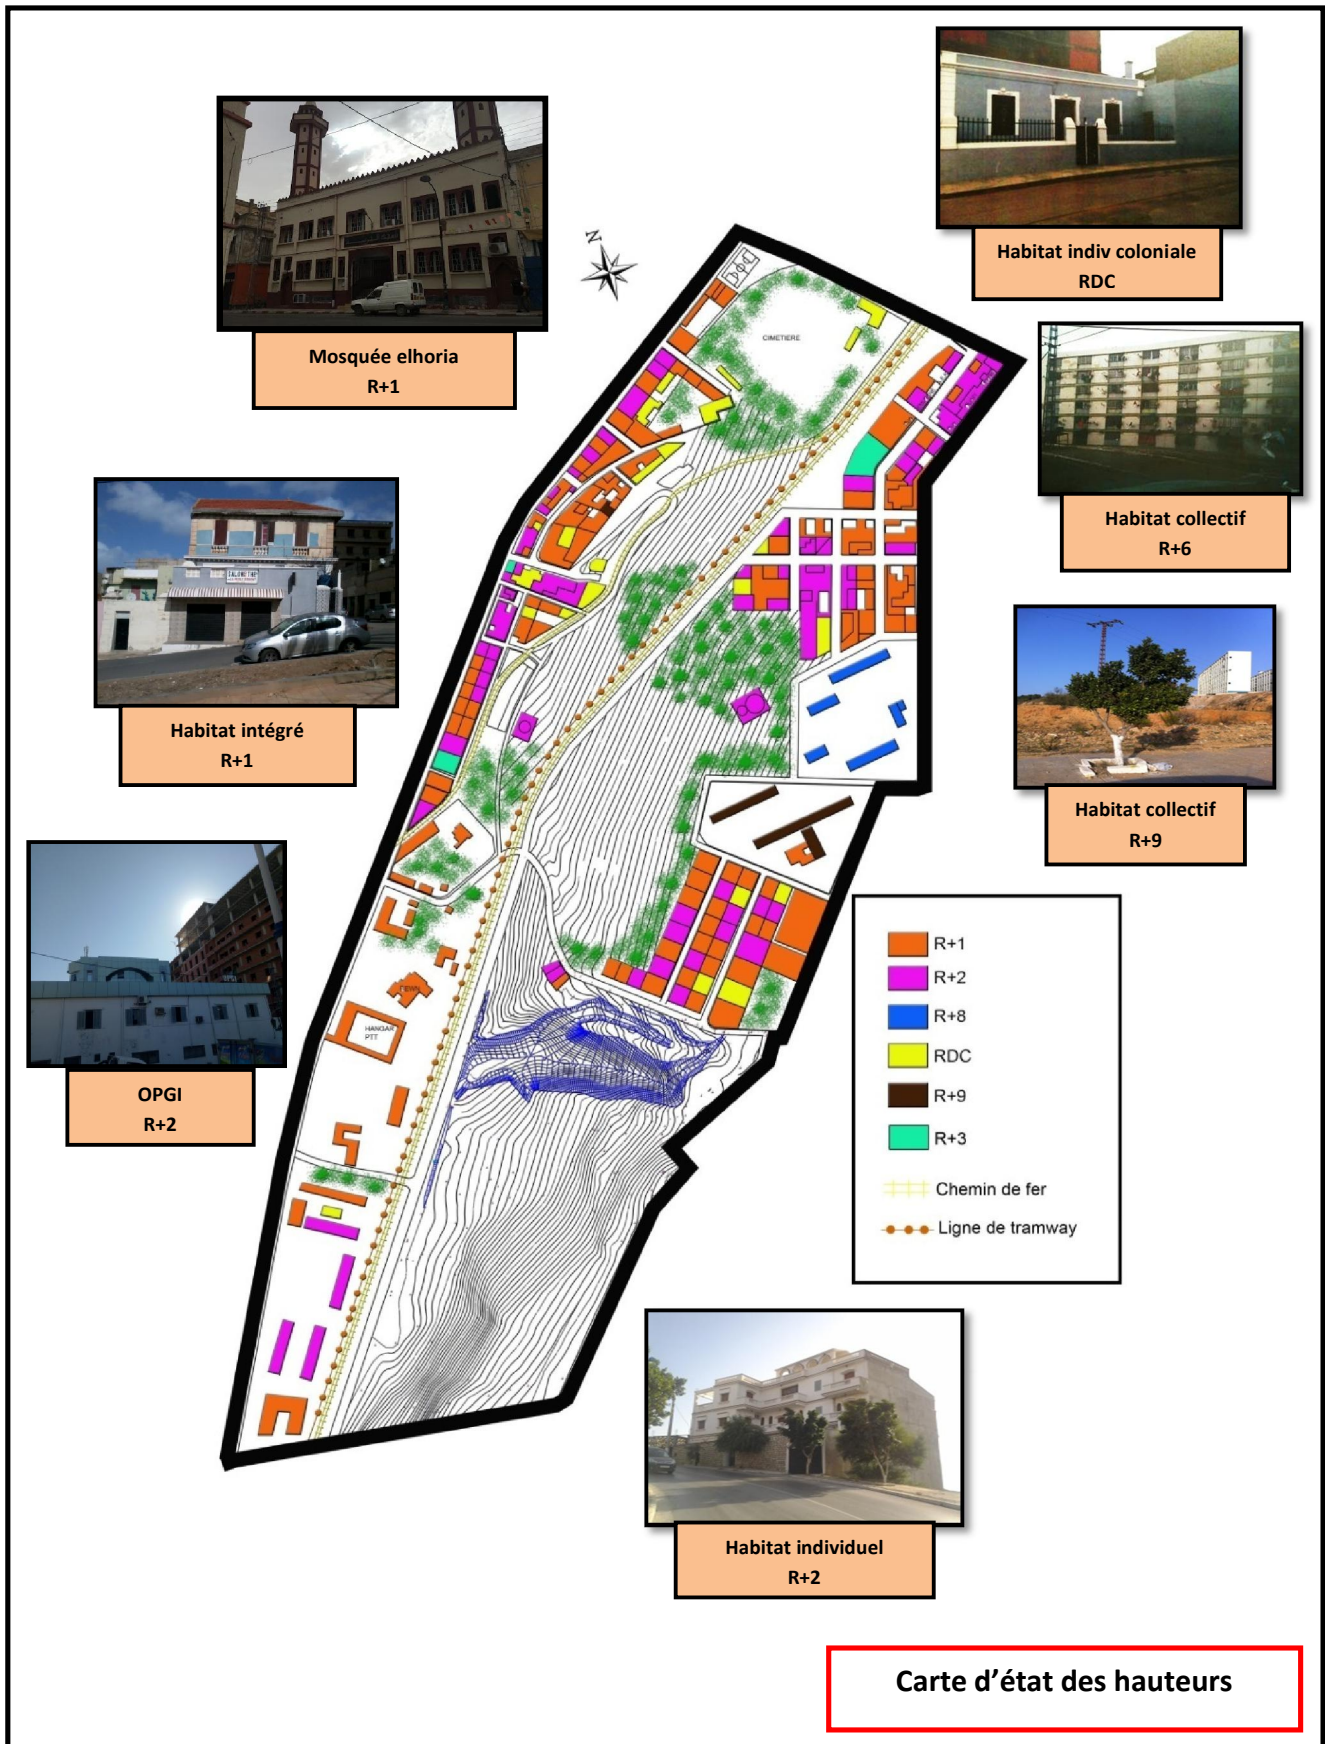 Habitat indiv coloniale
RDC
Mosquée elhoria
R+1
N
CIMETIERE
Habitat collectif
R+6
Habitat intégré
R+1
Habitat collectif
R+9
OPGI
R+2
HANGAR
PTT
R+1
R+2
R+8
RDC
R+9
R+3
Chemin de fer
Ligne de tramway
Habitat individuel
R+2
Carte d’état des hauteurs